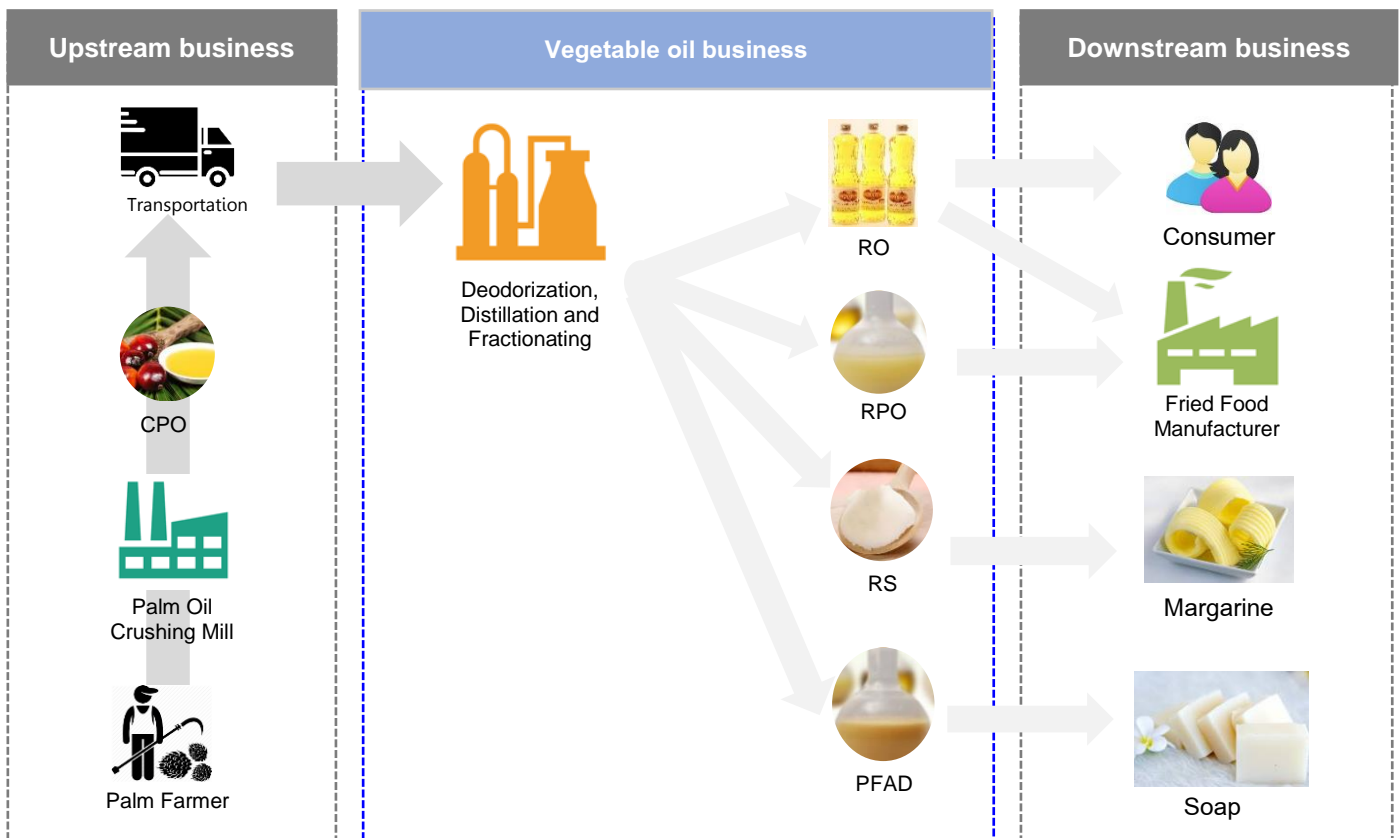 Upstream business
Vegetable oil business
Downstream business
Transportation
CPO
Palm Oil
Crushing Mill
Palm Farmer
Deodorization,
Distillation and
Fractionating
RO
RPO
RS
PFAD
Consumer
Fried Food
Manufacturer
Margarine
Soap